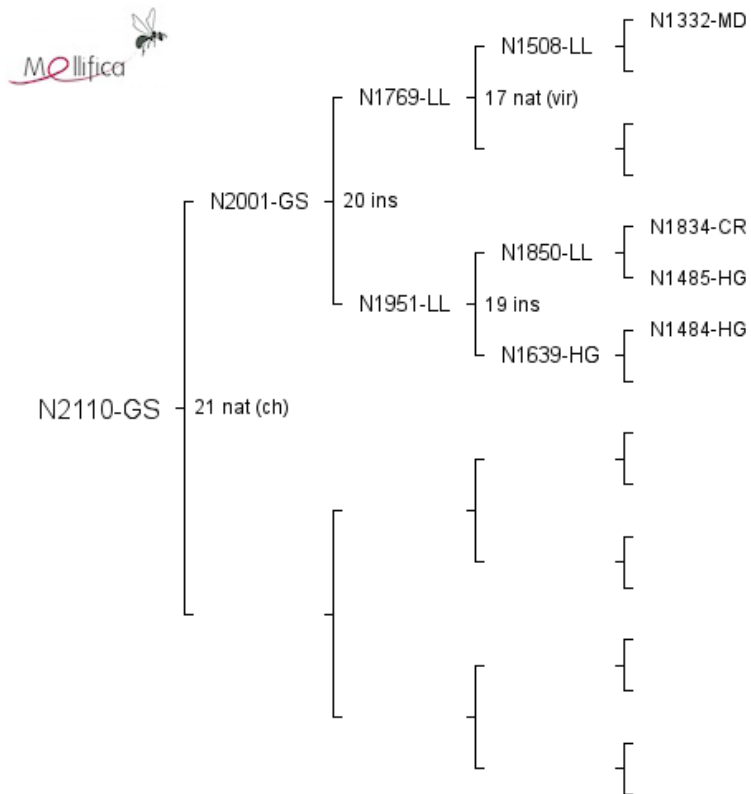 Mellifica
N1332-MD
N1508-LL
N1769-LL
17 nat (vir)
N2001-GS
20 ins
N1834-CR
N1850-LL
N1485-HG
N1951-LL
19 ins
N1484-HG
N1639-HG
N2110-GS
21 nat (ch)